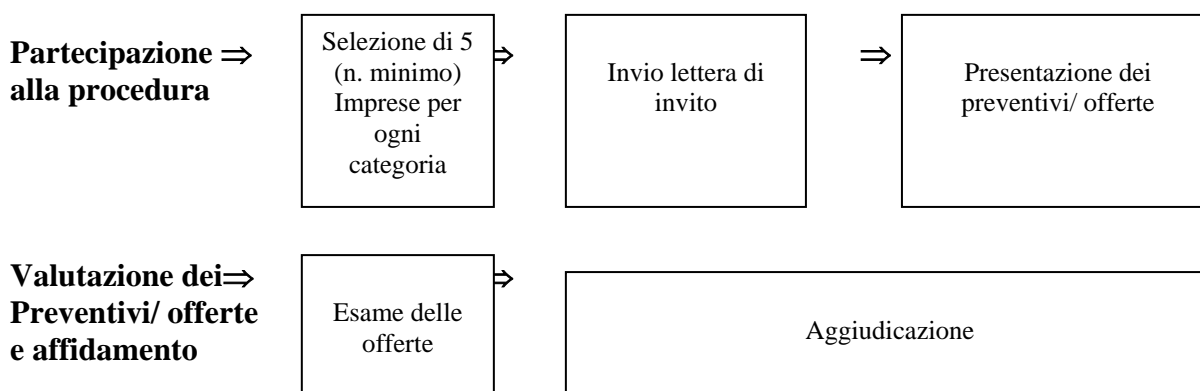 Partecipazione ⇒
alla procedura
Selezione di 5
(n. minimo)
Imprese per
ogni
categoria
⇒
Invio lettera di
invito
⇒
Presentazione dei
preventivi/ offerte
Valutazione dei⇒
Preventivi/ offerte
e affidamento
Esame delle
offerte
⇒
Aggiudicazione